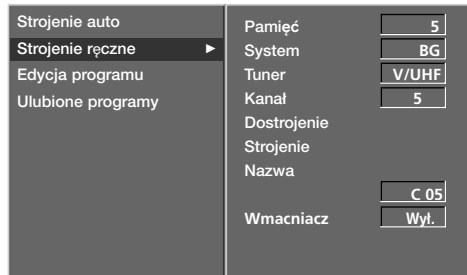 Strojenie auto
Strojenie ręczne ►
Edycja programu
Ulubione programy
Pamięć 5
System BG
Tuner V/UHF
Kanał 5
Dostrojenie
Strojenie
Nazwa
C 05
Wmacniacz Wył.